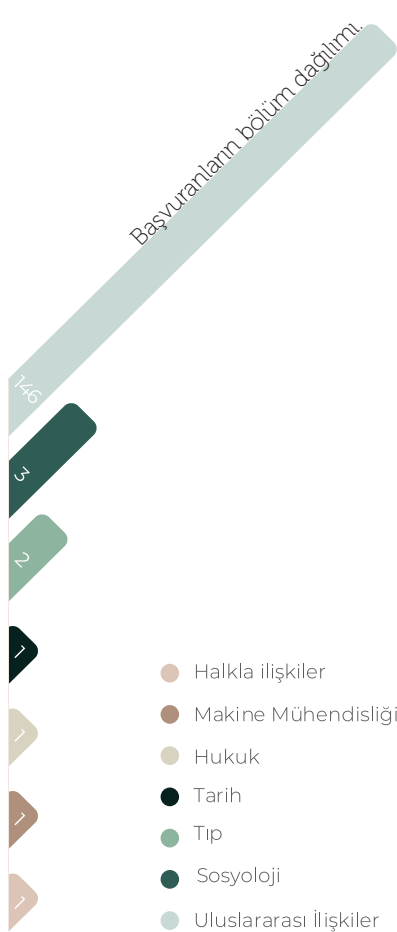 Başvuranların bölüm dağılımı.
146
3
2
1
1
1
1
Halkla ilişkiler
Makine Mühendisliği
Hukuk
Tarih
Tıp
Sosyoloji
Uluslararası İlişkiler